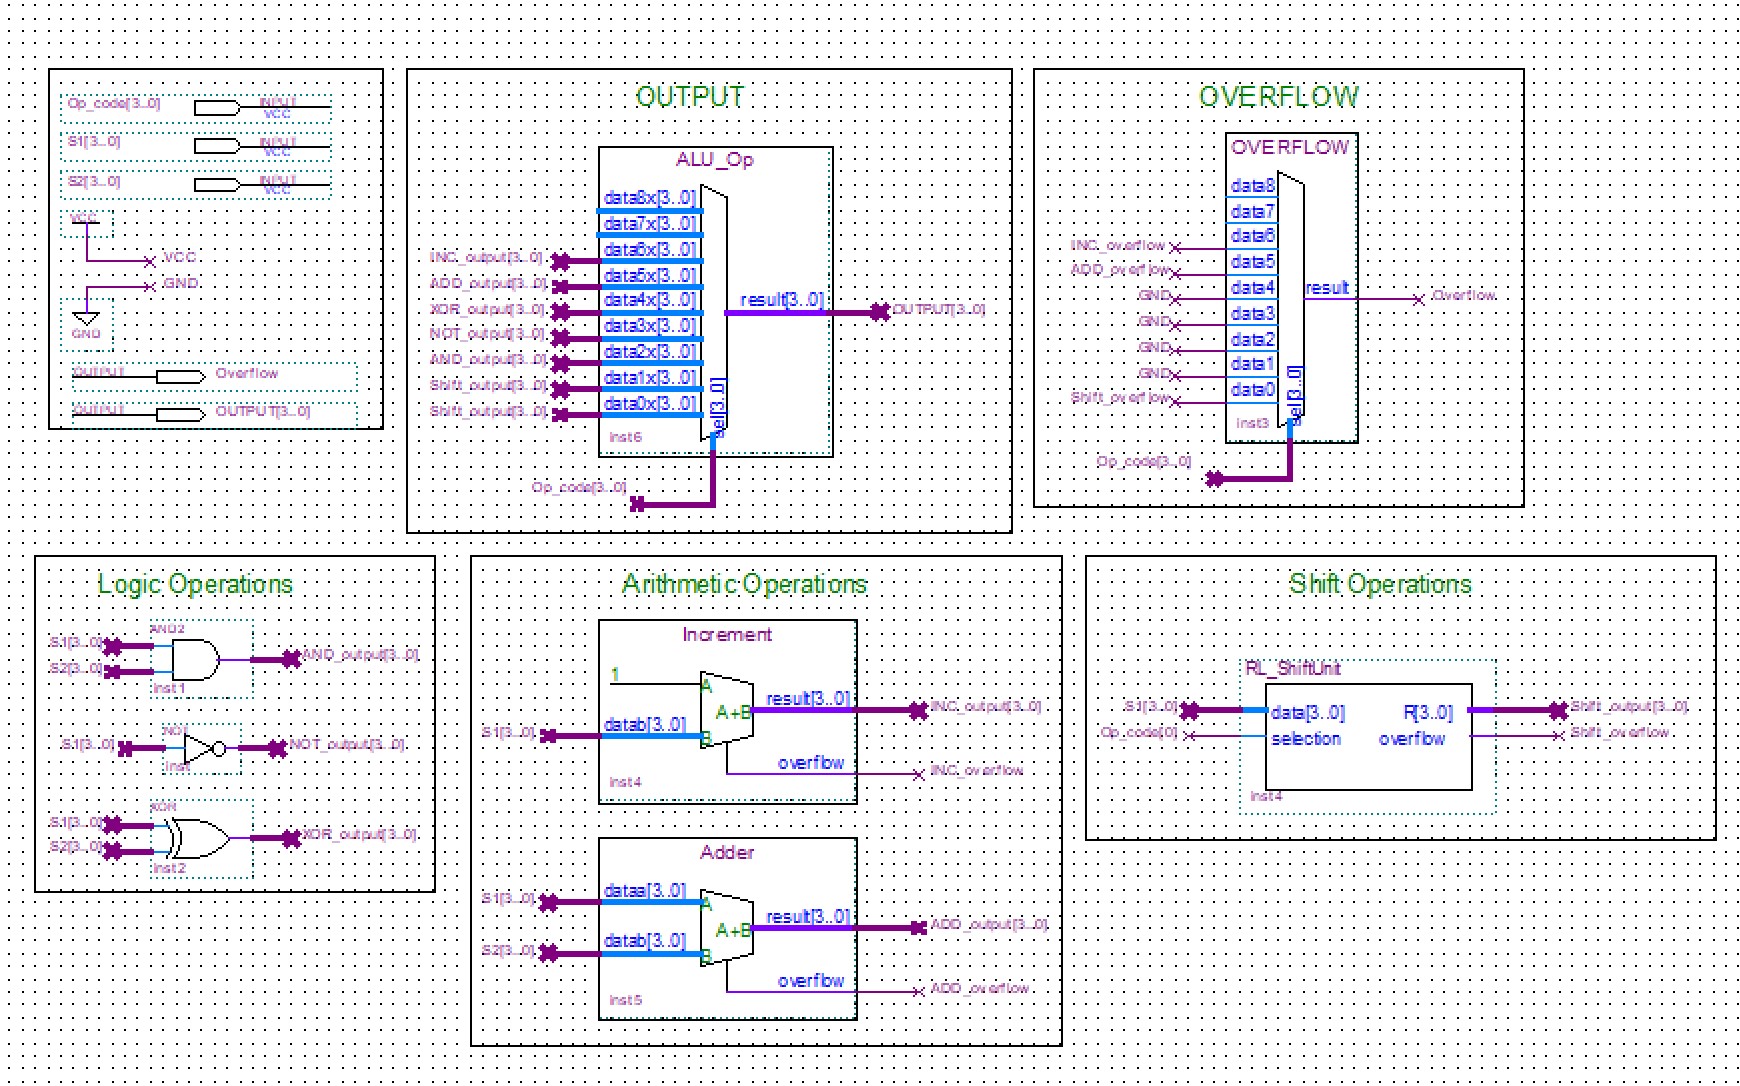 Op_code[3..0]
INPUT
VCC
S1[3..0]
INPUT
VCC
S2[3..0]
INPUT
VCC
VCC
VCC
GND
GND
OUTPUT
Overflow
OUTPUT
OUTPUT[3..0]
OUTPUT
ALU_Op
data8x[3..0]
data7x[3..0]
INC_output[3..0]
data6x[3..0]
ADD_output[3..0]
data5x[3..0]
XOR_output[3..0]
data4x[3..0]
result[3..0]
OUTPUT[3..0]
NOT_output[3..0]
data3x[3..0]
AND_output[3..0]
data2x[3..0]
Shift_output[3..0]
data1x[3..0]
Shift_output[3..0]
data0x[3..0]
sel[3..0]
inst6
Op_code[3..0]
OVERFLOW
OVERFLOW
data8
data7
INC_overflow
data6
ADD_overflow
data5
GND
data4
result
Overflow
GND
data3
GND
data2
GND
data1
Shift_overflow
data0
sel[3..0]
inst3
Op_code[3..0]
Logic Operations
AND2
S1[3..0]
S2[3..0]
AND_output[3..0]
inst1
NOT
S1[3..0]
NOT_output[3..0]
inst
XOR
S1[3..0]
S2[3..0]
XOR_output[3..0]
inst2
Arithmetic Operations
Increment
1
A
result[3..0]
INC_output[3..0]
A+B
S1[3..0]
datab[3..0]
B
overflow
INC_overflow
inst4
Adder
S1[3..0]
dataa[3..0]
A
result[3..0]
ADD_output[3..0]
A+B
S2[3..0]
datab[3..0]
B
overflow
ADD_overflow
inst5
Shift Operations
RL_ShiftUnit
S1[3..0]
data[3..0]
R[3..0]
Shift_output[3..0]
Op_code[0]
selection
overflow
Shift_overflow
inst4